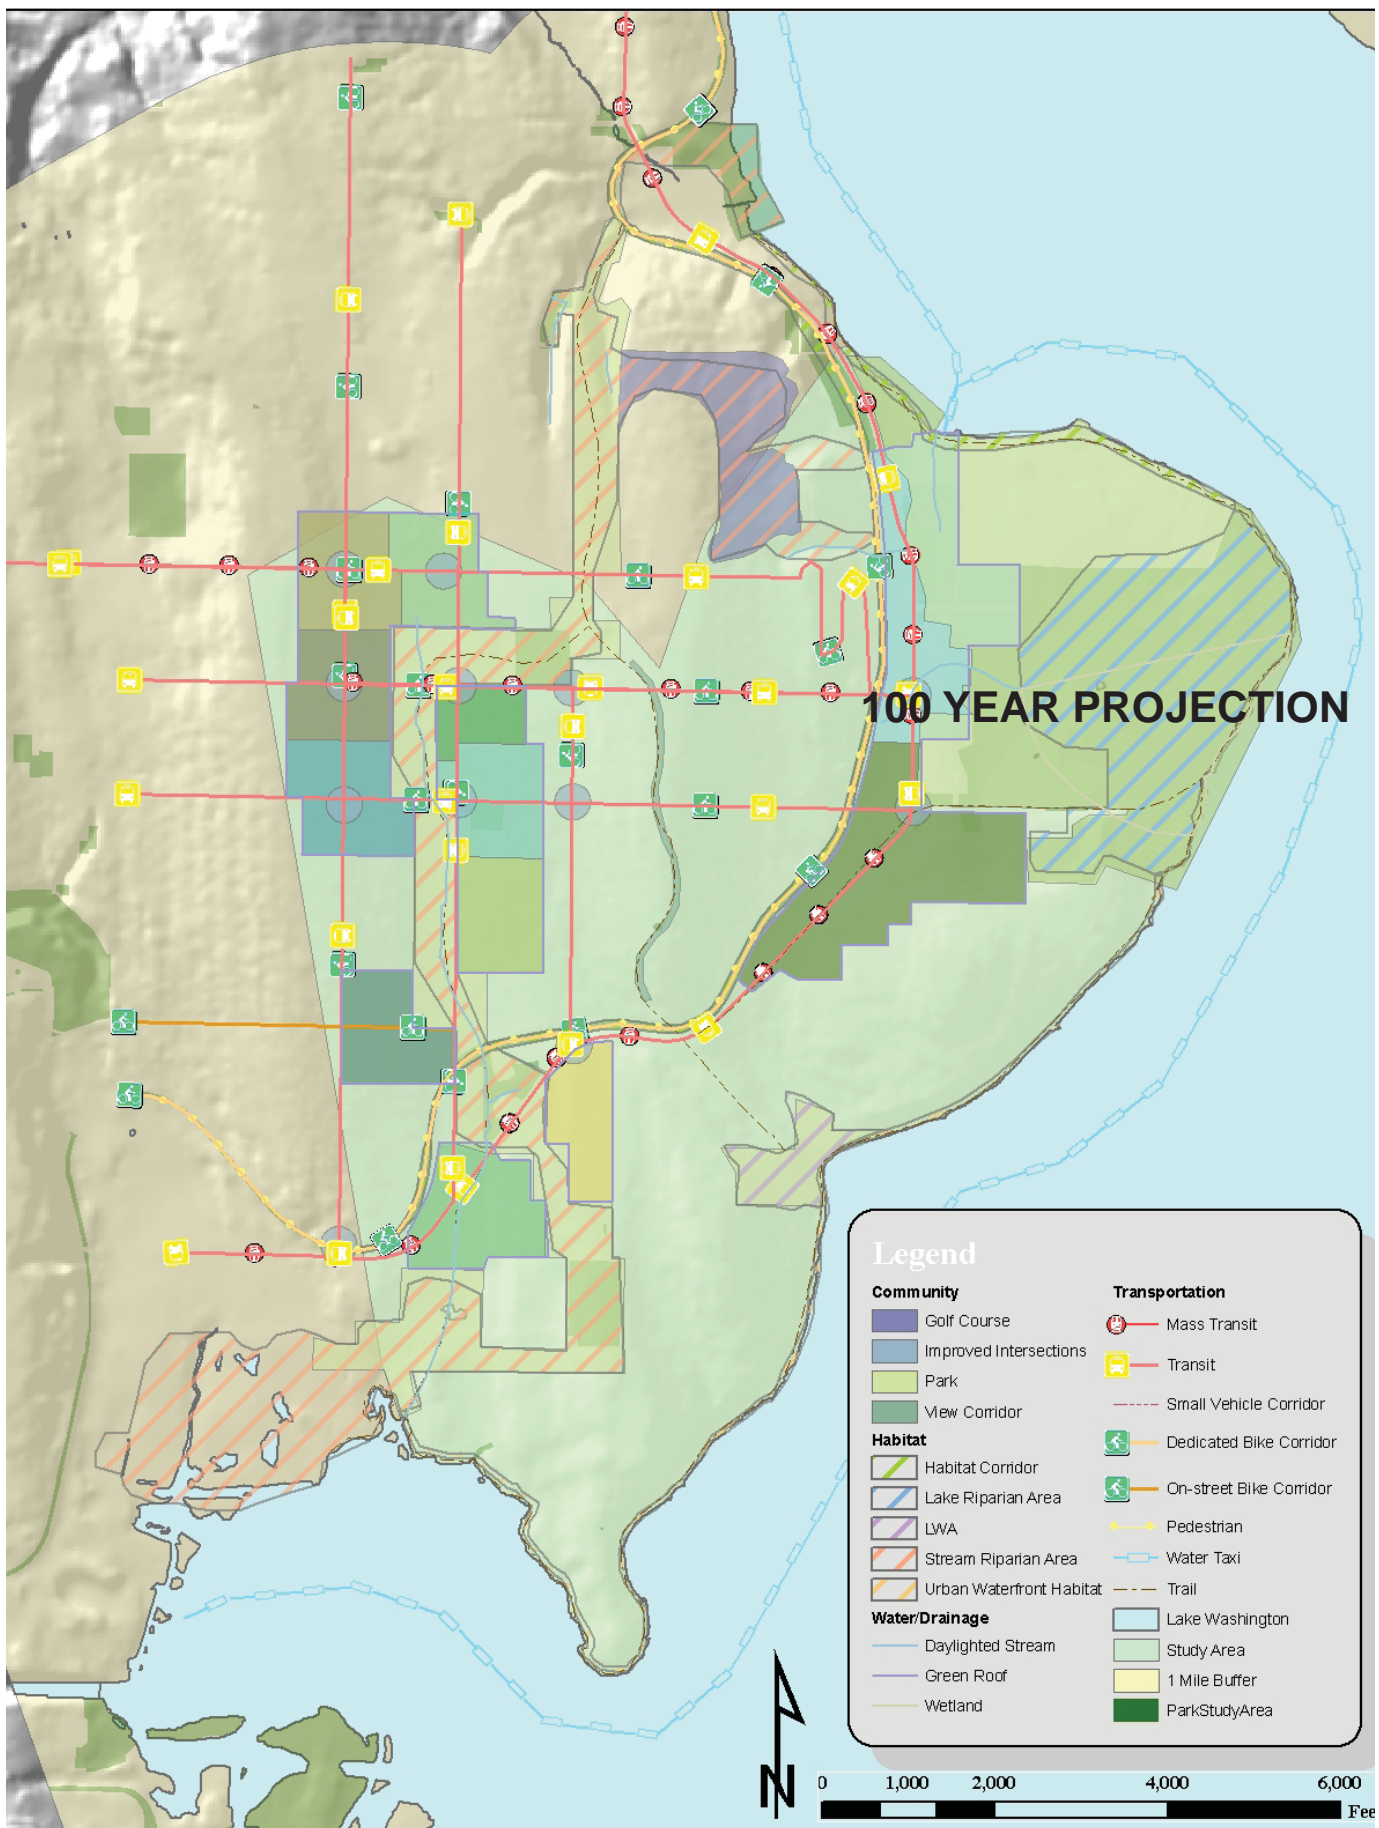 100 YEAR PROJECTION
Legend
Community
Golf Course
Improved Intersections
Park
View Corridor
Habitat
Habitat Corridor
Lake Riparian Area
LWA
Stream Riparian Area
Urban Waterfront Habitat
Water/Drainage
Daylighted Stream
Green Roof
Wetland
Transportation
Mass Transit
Transit
Small Vehicle Corridor
Dedicated Bike Corridor
On-street Bike Corridor
Pedestrian
Water Taxi
Trail
Lake Washington
Study Area
1 Mile Buffer
ParkStudyArea
N
0 1,000 2,000 4,000 6,000
Fee